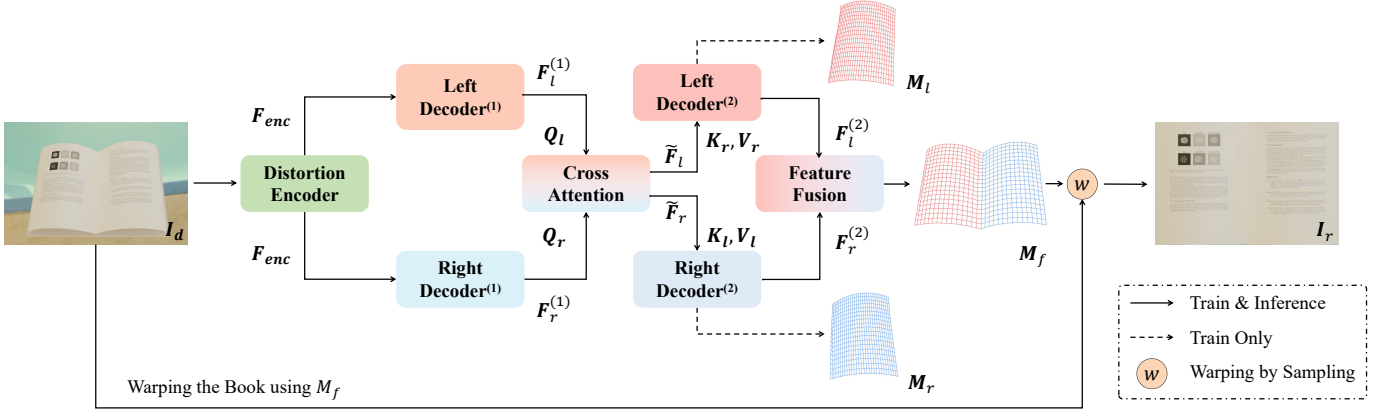 I_d
F_enc
F_enc
Distortion
Encoder
Left
Decoder(1)
Right
Decoder(1)
F_l^(1)
Q_l
Q_r
F_r^(1)
Cross
Attention
F̃_l
F̃_r
K_r, V_r
K_l, V_l
Left
Decoder(2)
Right
Decoder(2)
M_l
M_r
F_l^(2)
F_r^(2)
Feature
Fusion
M_f
w
I_r
Train & Inference
Train Only
w Warping by Sampling
Warping the Book using M_f